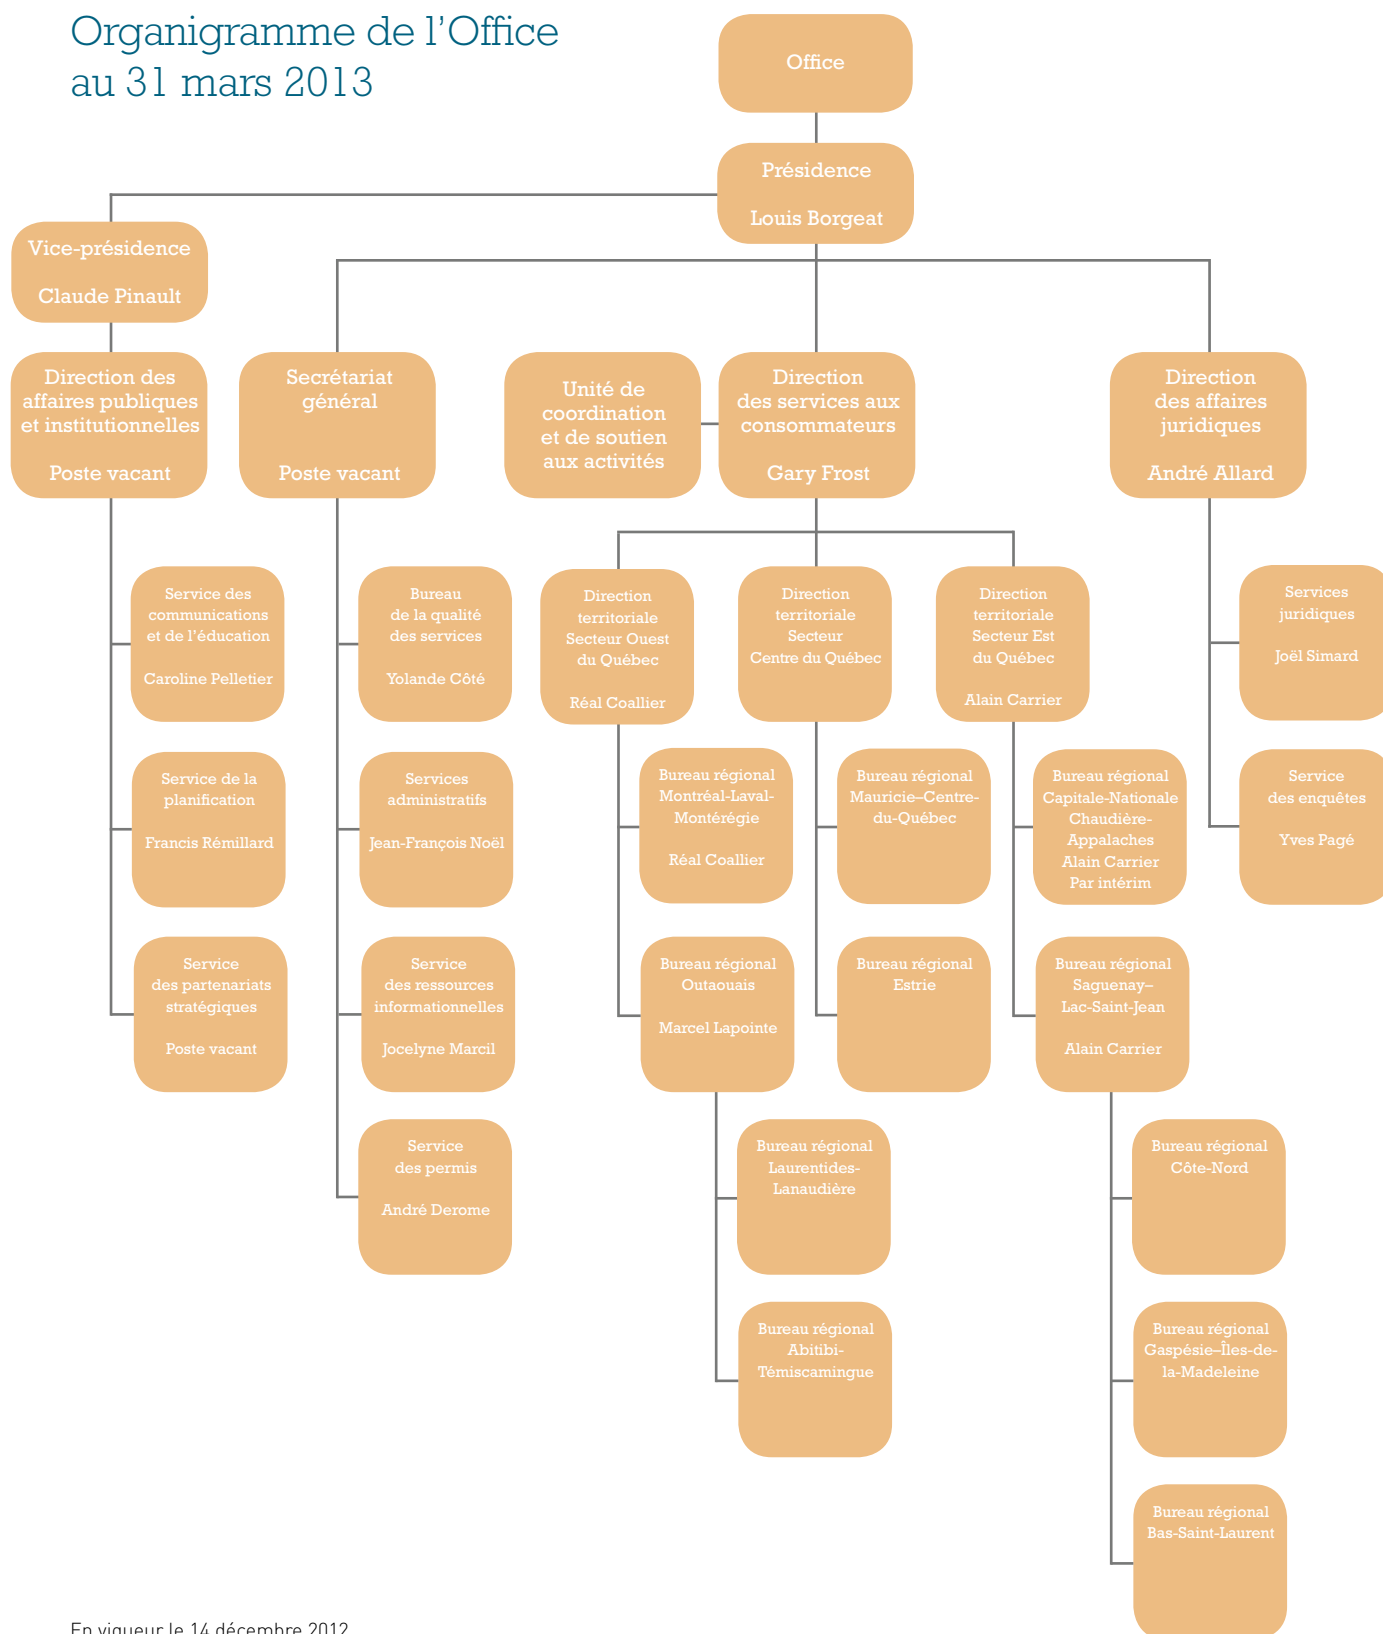 Organigramme de l'Office
au 31 mars 2013
Office
Présidence
Louis Borgeat
Vice-présidence
Claude Pinault
Direction des
affaires publiques
et institutionnelles
Poste vacant
Secrétariat
général
Poste vacant
Unité de
coordination
et de soutien
aux activités
Direction
des services aux
consommateurs
Gary Frost
Direction
des affaires
juridiques
André Allard
Service des
communications
et de l'éducation
Caroline Pelletier
Service de la
planification
Francis Rémillard
Service
des partenariats
stratégiques
Poste vacant
Bureau
de la qualité
des services
Yolande Côté
Services
administratifs
Jean-François Noël
Service
des ressources
informationnelles
Jocelyne Marcil
Service
des permis
André Derome
Direction
territoriale
Secteur Ouest
du Québec
Réal Coallier
Bureau régional
Montréal-Laval-
Montérégie
Réal Coallier
Bureau régional
Outaouais
Marcel Lapointe
Bureau régional
Laurentides-
Lanaudière
Bureau régional
Abitibi-
Témiscamingue
Direction
territoriale
Secteur
Centre du Québec
Bureau régional
Mauricie–Centre-
du-Québec
Bureau régional
Estrie
Direction
territoriale
Secteur Est
du Québec
Alain Carrier
Bureau régional
Capitale-Nationale
Chaudière-
Appalaches
Alain Carrier
Par intérim
Bureau régional
Saguenay–
Lac-Saint-Jean
Alain Carrier
Bureau régional
Côte-Nord
Bureau régional
Gaspésie–Îles-de-
la-Madeleine
Bureau régional
Bas-Saint-Laurent
Services
juridiques
Joël Simard
Service
des enquêtes
Yves Pagé
En vigueur le 14 décembre 2012